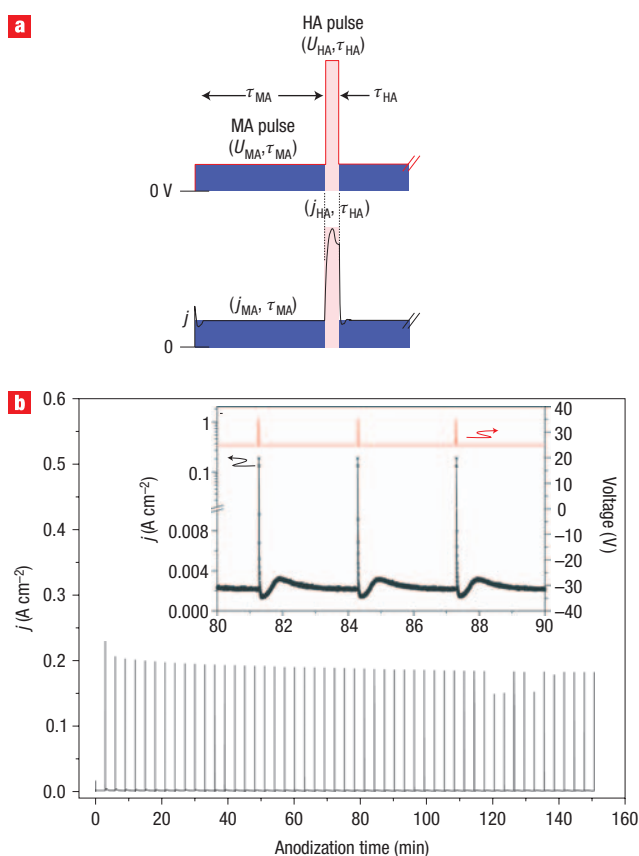 a
HA pulse
(U_HA, τ_HA)
τ_MA
τ_HA
MA pulse
(U_MA, τ_MA)
0 V
(j_HA, τ_HA)
j
(j_MA, τ_MA)
0
b
0.6
0.5
0.4
0.3
0.2
0.1
0.0
j (A cm⁻²)
0 20 40 60 80 100 120 140 160
Anodization time (min)
1
0.1
0.008
0.004
0.000
j (A cm⁻²)
80 82 84 86 88 90
40
30
20
10
0
−10
−20
−30
−40
Voltage (V)